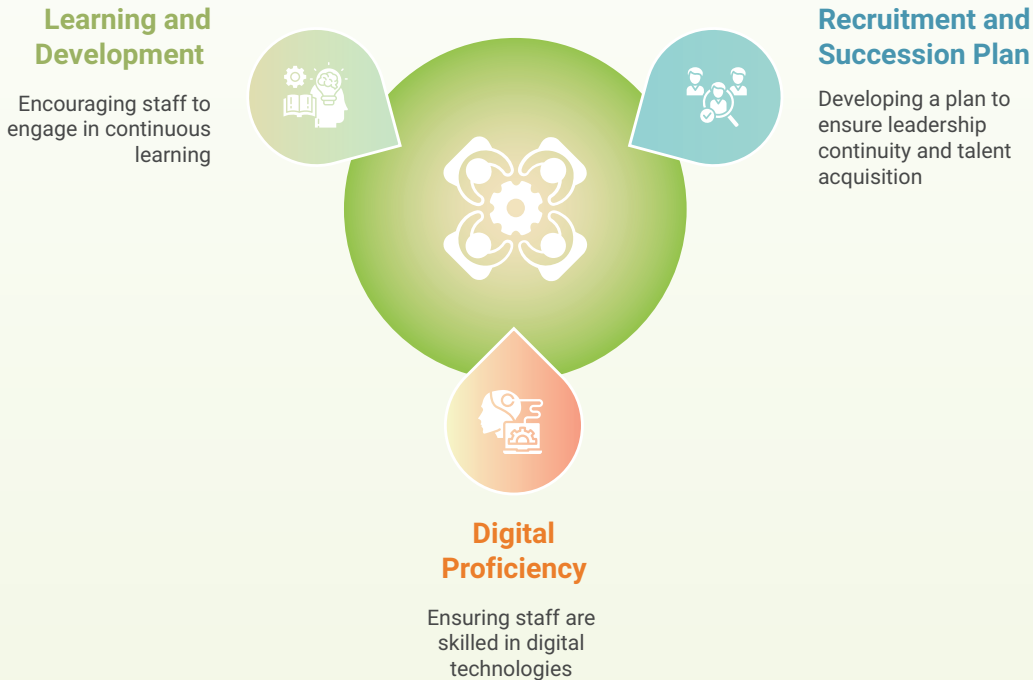 Learning and
Development
Encouraging staff to
engage in continuous
learning
Recruitment and
Succession Plan
Developing a plan to
ensure leadership
continuity and talent
acquisition
Digital
Proficiency
Ensuring staff are
skilled in digital
technologies